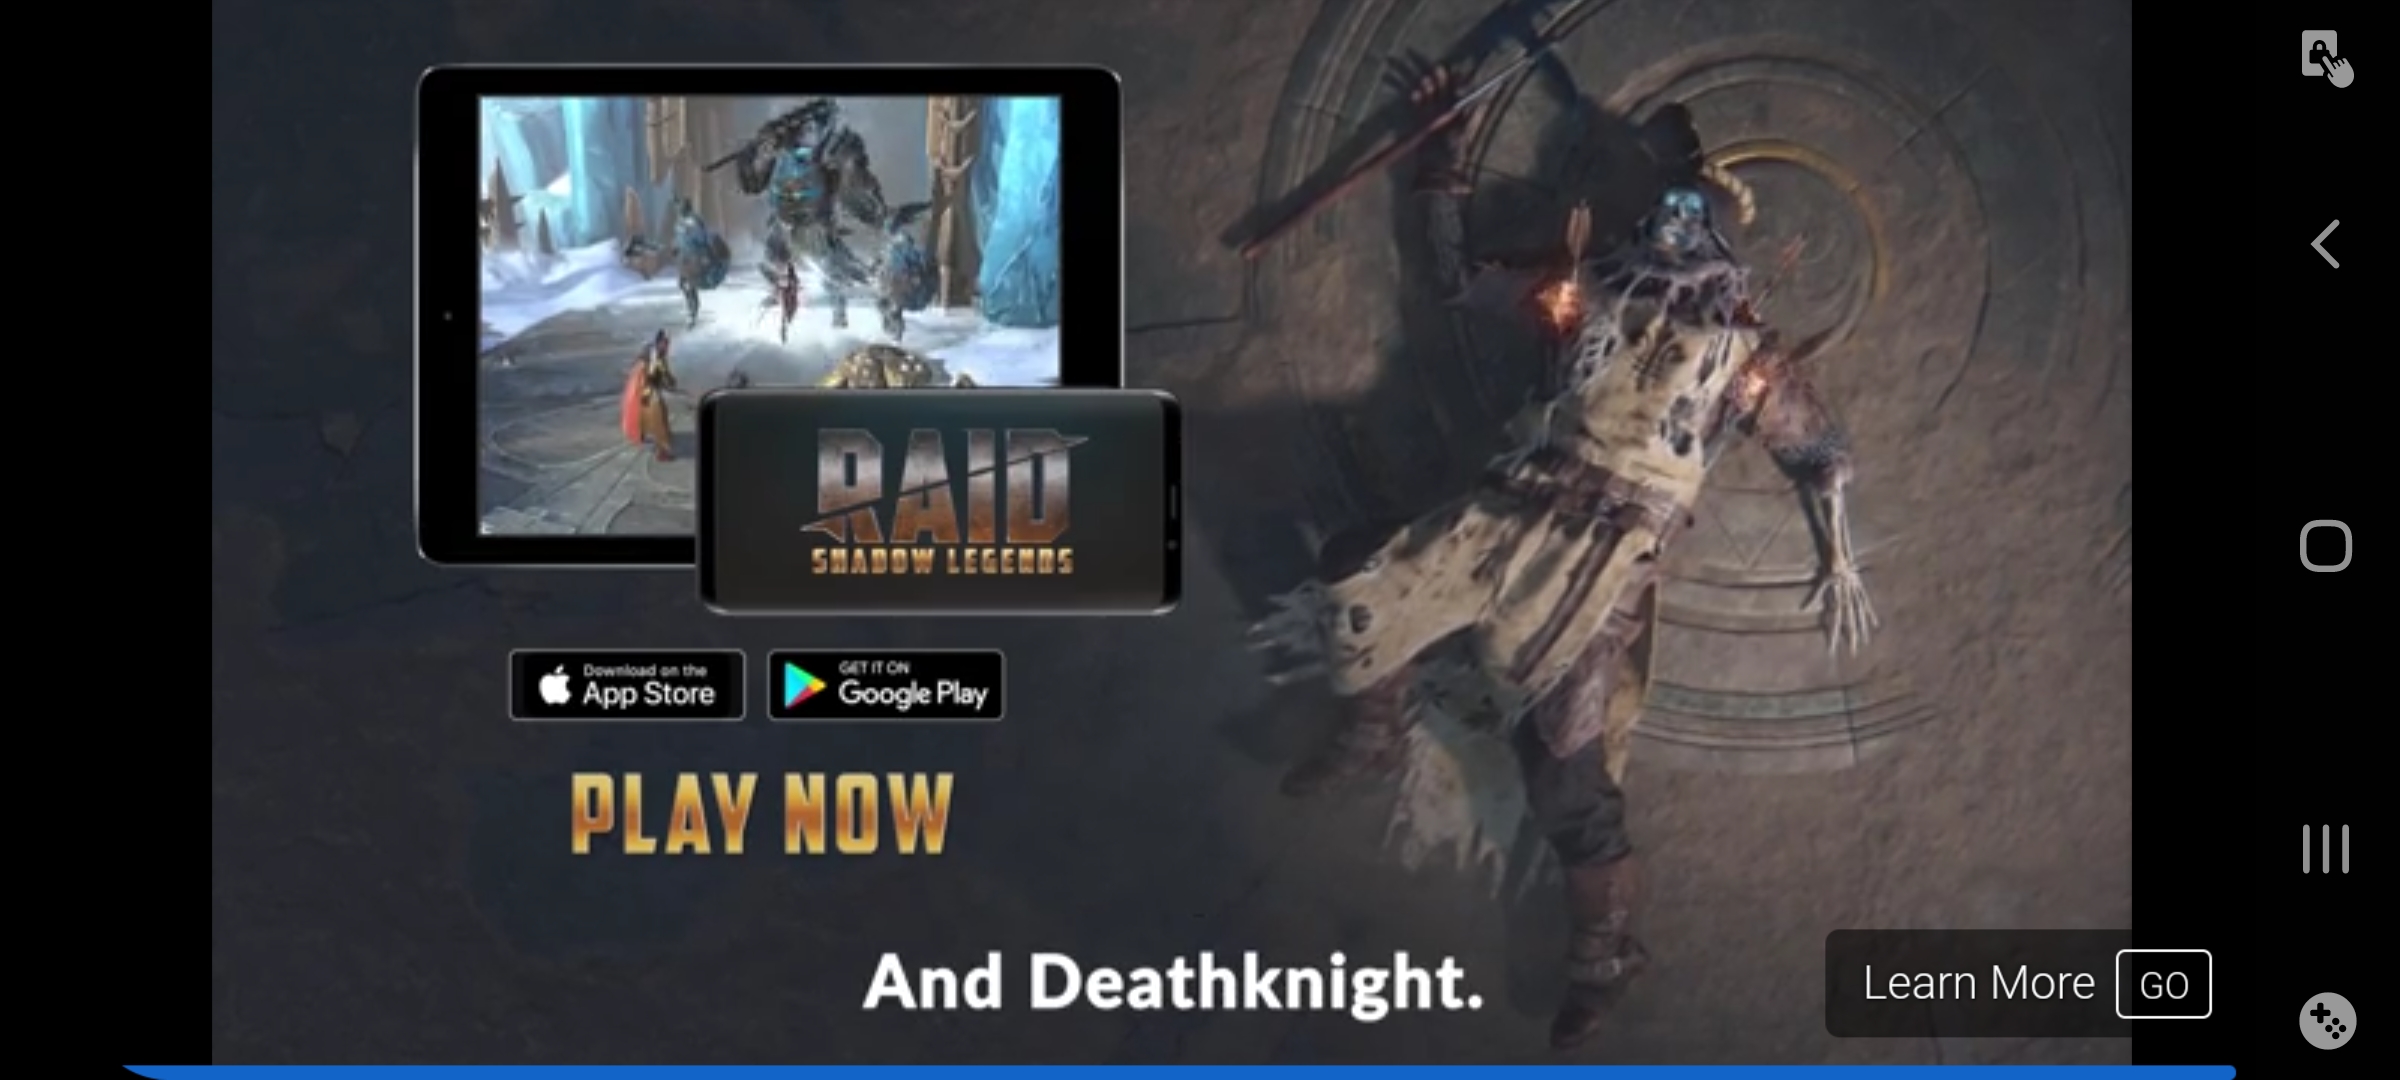 RAID
SHADOW LEGENDS
Download on the
App Store
GET IT ON
Google Play
PLAY NOW
And Deathknight.
Learn More GO